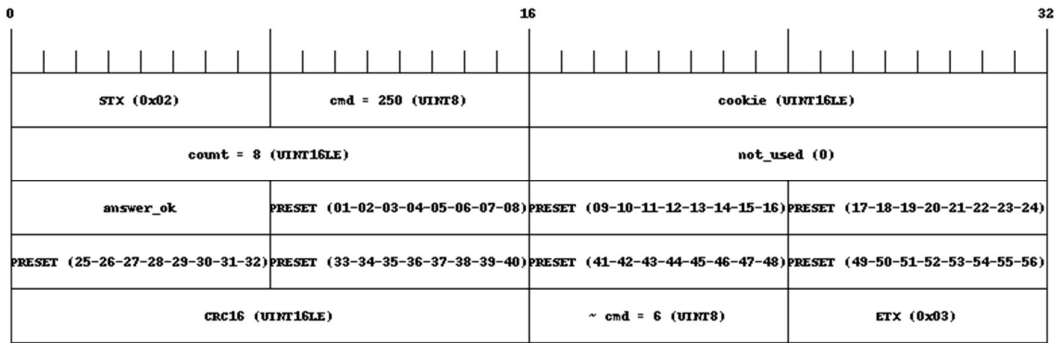 0 16 32
STX (0x02) cmd = 250 (UINT8) cookie (UINT16LE)
count = 8 (UINT16LE) not_used (0)
answer_ok PRESET (01-02-03-04-05-06-07-08) PRESET (09-10-11-12-13-14-15-16) PRESET (17-18-19-20-21-22-23-24)
PRESET (25-26-27-28-29-30-31-32) PRESET (33-34-35-36-37-38-39-40) PRESET (41-42-43-44-45-46-47-48) PRESET (49-50-51-52-53-54-55-56)
CRC16 (UINT16LE) ~ cmd = 6 (UINT8) ETX (0x03)